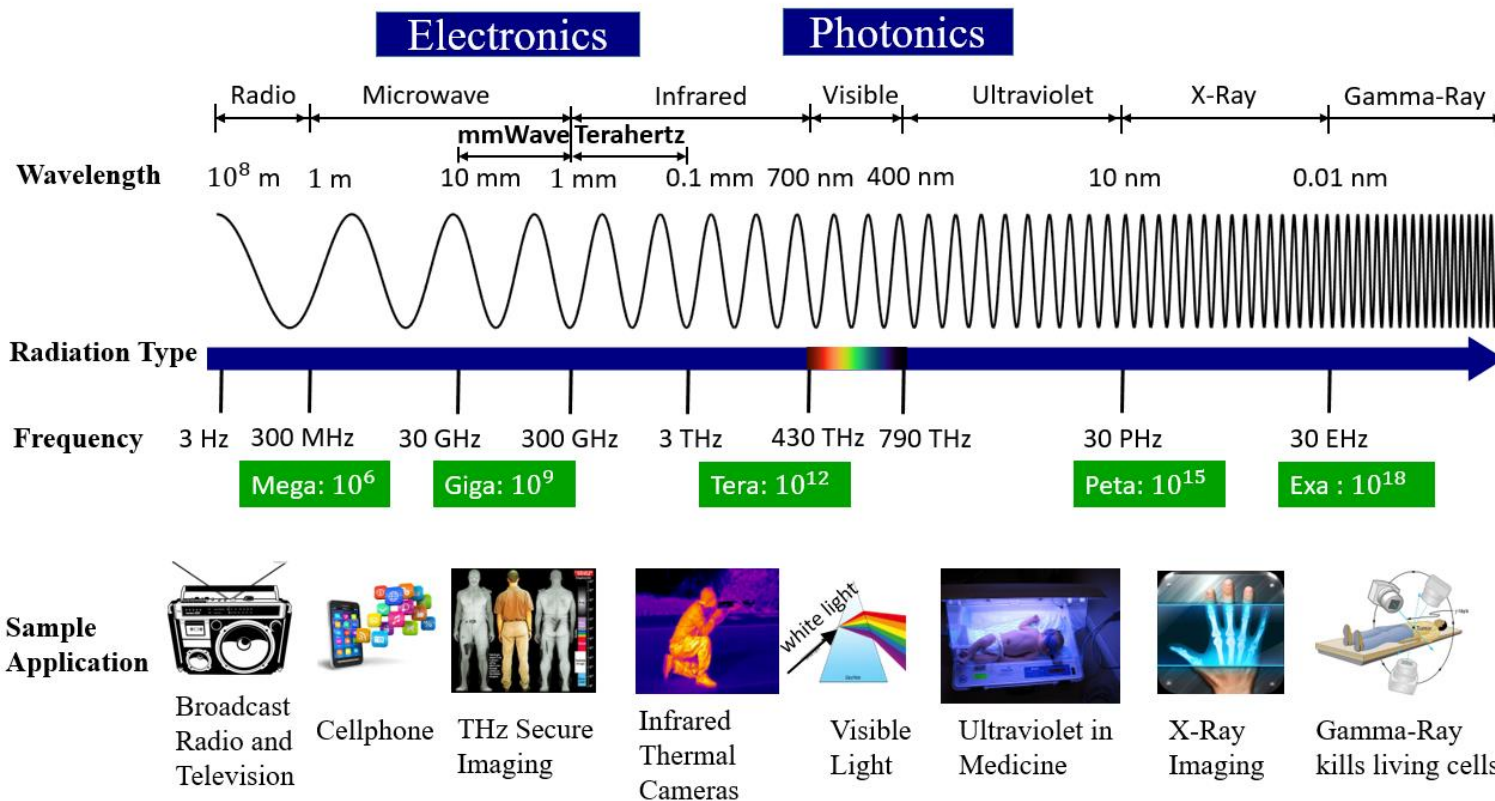 Electronics
Photonics
Radio
Microwave
Infrared
Visible
Ultraviolet
X-Ray
Gamma-Ray
mmWave
Terahertz
Wavelength
10⁸ m
1 m
10 mm
1 mm
0.1 mm
700 nm
400 nm
10 nm
0.01 nm
Radiation Type
Frequency
3 Hz
300 MHz
30 GHz
300 GHz
3 THz
430 THz
790 THz
30 PHz
30 EHz
Mega: 10⁶
Giga: 10⁹
Tera: 10¹²
Peta: 10¹⁵
Exa : 10¹⁸
Sample
Application
white light
Tumor
Broadcast
Radio and
Television
Cellphone
THz Secure
Imaging
Infrared
Thermal
Cameras
Visible
Light
Ultraviolet in
Medicine
X-Ray
Imaging
Gamma-Ray
kills living cells